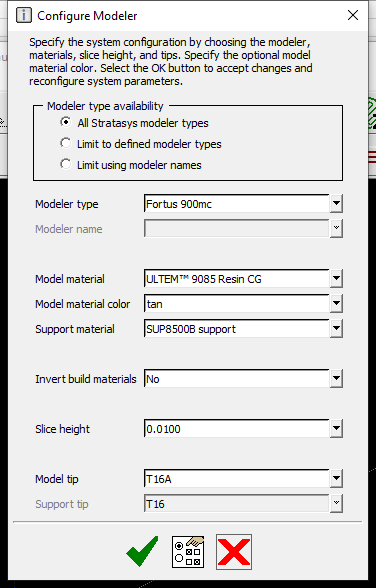 Configure Modeler
Specify the system configuration by choosing the modeler,
materials, slice height, and tips. Specify the optional model
material color. Select the OK button to accept changes and
reconfigure system parameters.
Modeler type availability
All Stratasys modeler types
Limit to defined modeler types
Limit using modeler names
Modeler type Fortus 900mc
Modeler name
Model material ULTEM™ 9085 Resin CG
Model material color tan
Support material SUP8500B support
Invert build materials No
Slice height 0.0100
Model tip T16A
Support tip T16